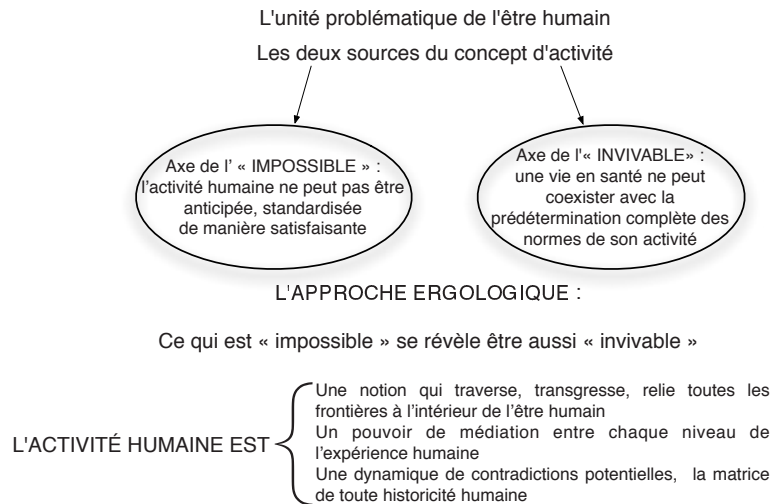 L'unité problématique de l'être humain
Les deux sources du concept d'activité
Axe de l' « IMPOSSIBLE » :
l'activité humaine ne peut pas être
anticipée, standardisée
de manière satisfaisante
Axe de l'« INVIVABLE» :
une vie en santé ne peut
coexister avec la
prédétermination complète des
normes de son activité
L'APPROCHE ERGOLOGIQUE :
Ce qui est « impossible » se révèle être aussi « invivable »
L'ACTIVITÉ HUMAINE EST
Une notion qui traverse, transgresse, relie toutes les
frontières à l'intérieur de l'être humain
Un pouvoir de médiation entre chaque niveau de
l'expérience humaine
Une dynamique de contradictions potentielles, la matrice
de toute historicité humaine